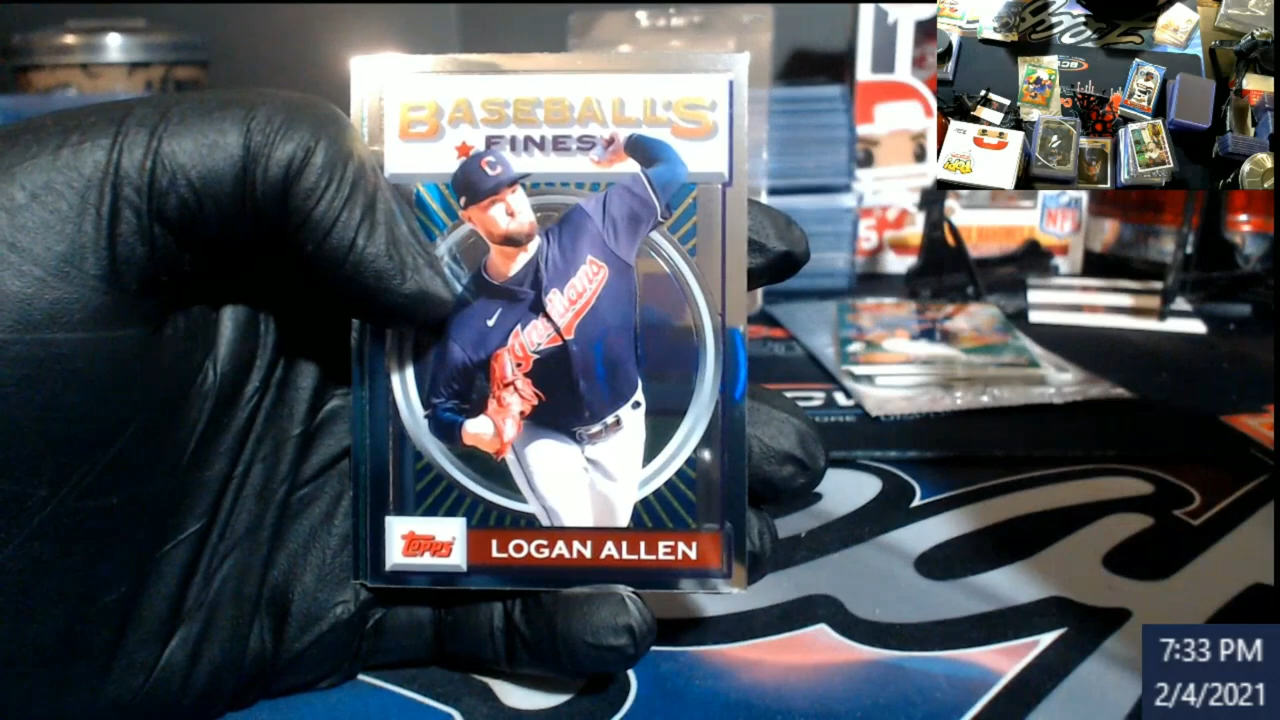 BASEBALL'S
FINEST
C
Indians
Topps
LOGAN ALLEN
NFL
7:33 PM
2/4/2021